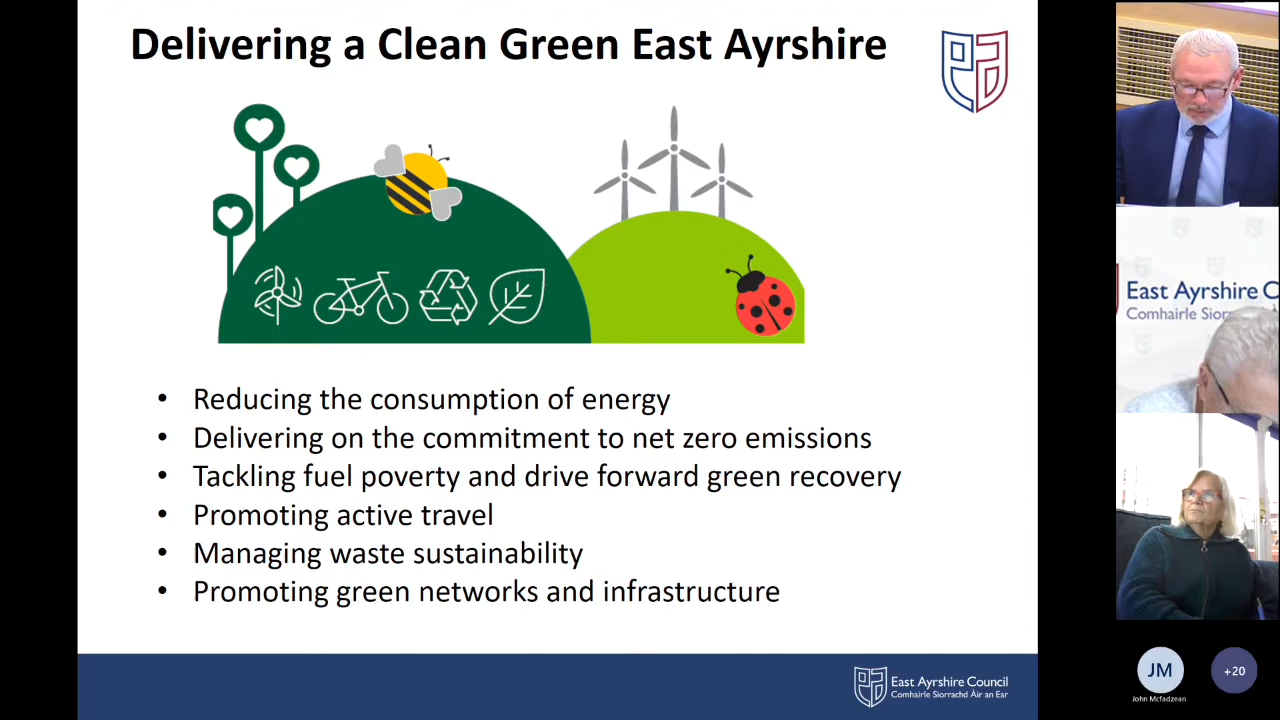 Delivering a Clean Green East Ayrshire
• Reducing the consumption of energy
• Delivering on the commitment to net zero emissions
• Tackling fuel poverty and drive forward green recovery
• Promoting active travel
• Managing waste sustainability
• Promoting green networks and infrastructure
East Ayrshire Council
Comhairle Siorrachd Àir an Ear
East Ayrshire C
Comhairle Sior
JM
John Mcfadzean
+20